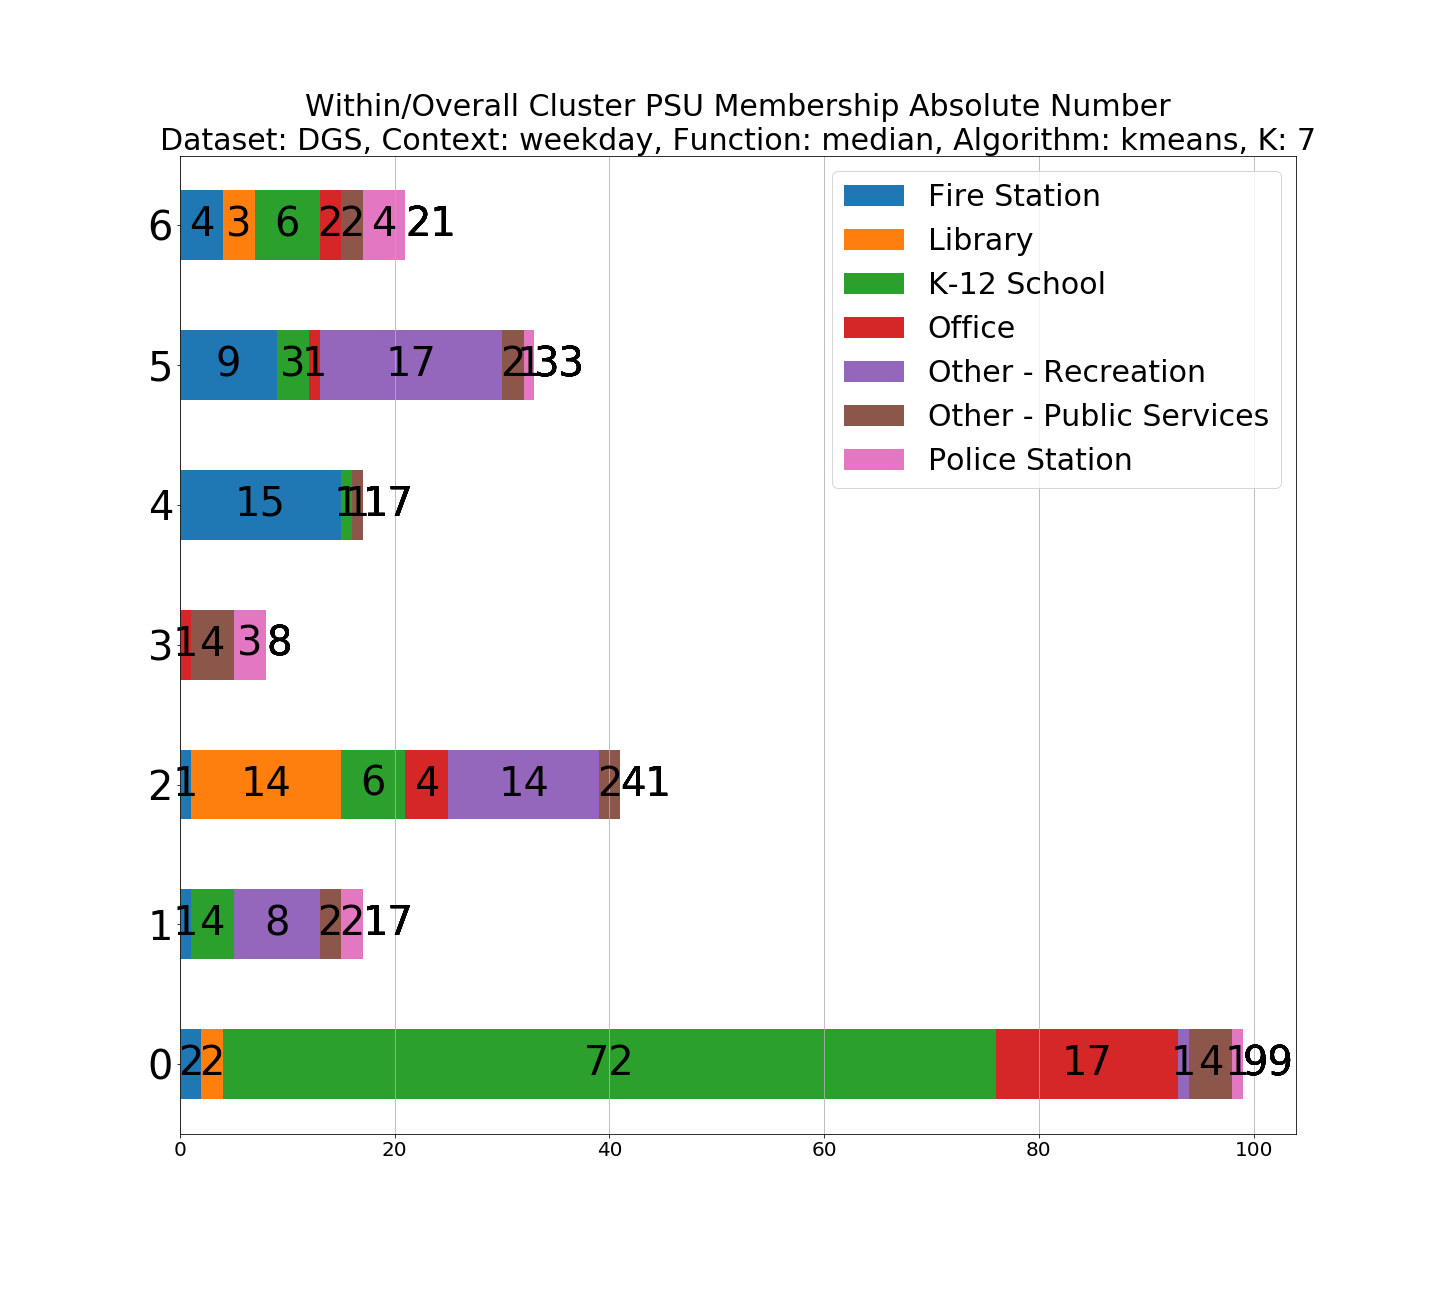 Within/Overall Cluster PSU Membership Absolute Number
Dataset: DGS, Context: weekday, Function: median, Algorithm: kmeans, K: 7
Fire Station
Library
K-12 School
Office
Other - Recreation
Other - Public Services
Police Station
6 4 3 6 2 2 4 21
5 9 3 1 17 2 1 33
4 15 1 1 17
3 1 4 3 8
2 1 14 6 4 14 2 41
1 1 4 8 2 2 17
0 2 2 72 17 1 4 1 99
0 20 40 60 80 100